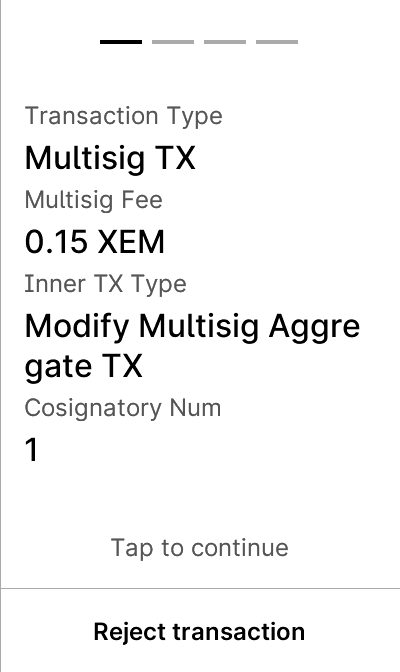 Transaction Type
Multisig TX
Multisig Fee
0.15 XEM
Inner TX Type
Modify Multisig Aggre
gate TX
Cosignatory Num
1
Tap to continue
Reject transaction